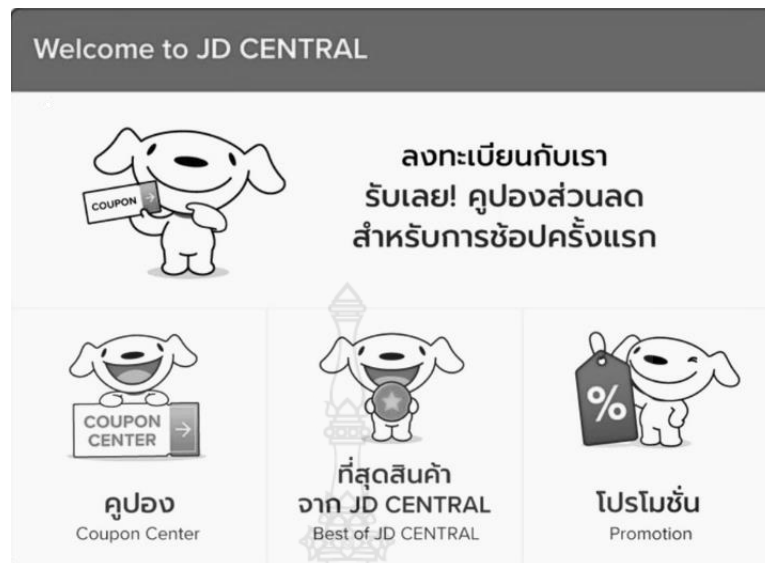 Welcome to JD CENTRAL
ลงทะเบียนกับเรา
รับเลย! คูปองส่วนลด
สำหรับการช้อปครั้งแรก
COUPON
COUPON
CENTER
คูปอง
Coupon Center
ที่สุดสินค้า
จาก JD CENTRAL
Best of JD CENTRAL
%
โปรโมชั่น
Promotion